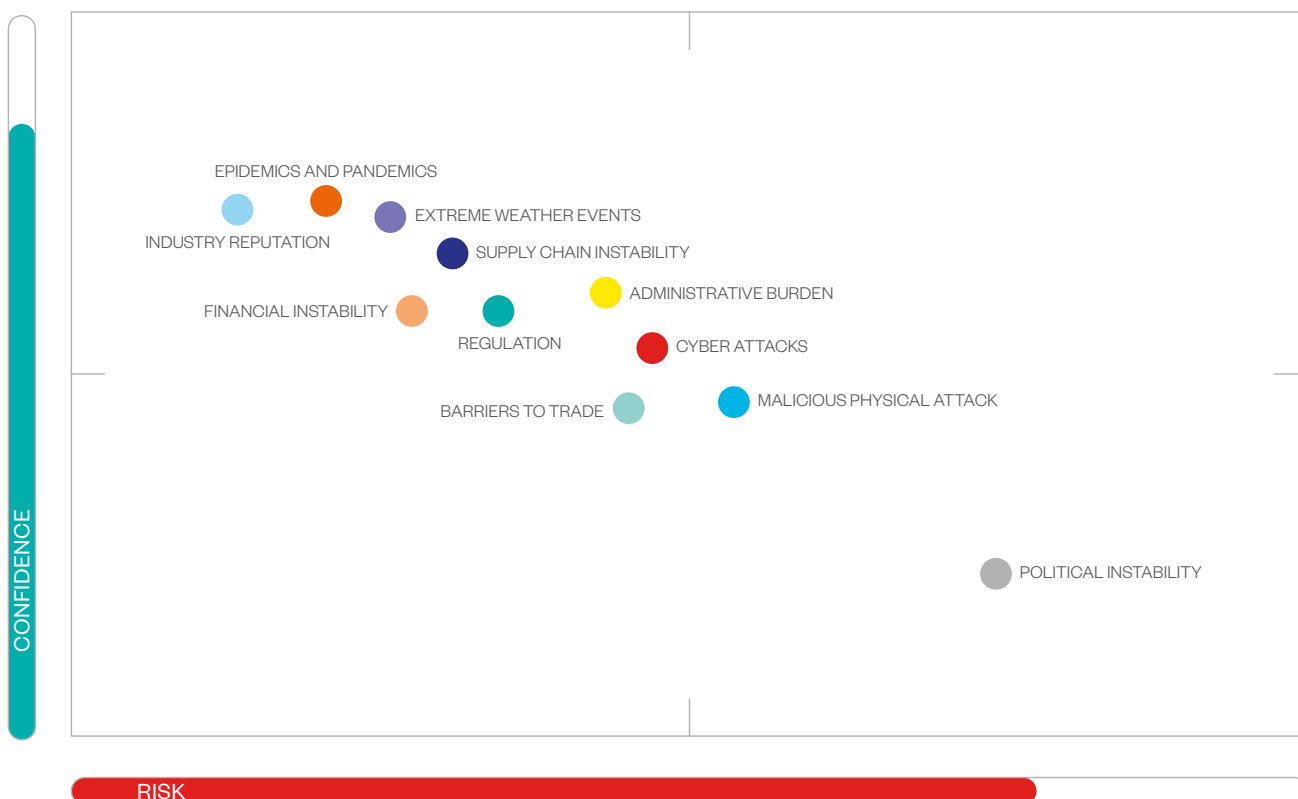 EPIDEMICS AND PANDEMICS
EXTREME WEATHER EVENTS
INDUSTRY REPUTATION
SUPPLY CHAIN INSTABILITY
ADMINISTRATIVE BURDEN
FINANCIAL INSTABILITY
REGULATION
CYBER ATTACKS
MALICIOUS PHYSICAL ATTACK
BARRIERS TO TRADE
CONFIDENCE
POLITICAL INSTABILITY
RISK